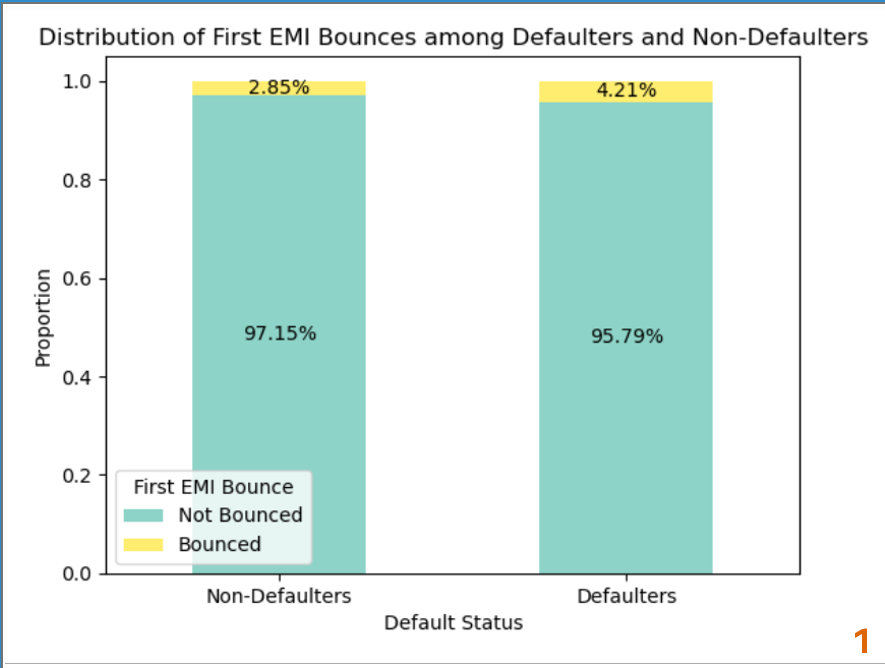 Distribution of First EMI Bounces among Defaulters and Non-Defaulters
1.0
0.8
0.6
0.4
0.2
0.0
Proportion
2.85%
4.21%
97.15%
95.79%
First EMI Bounce
Not Bounced
Bounced
Non-Defaulters
Defaulters
Default Status
1